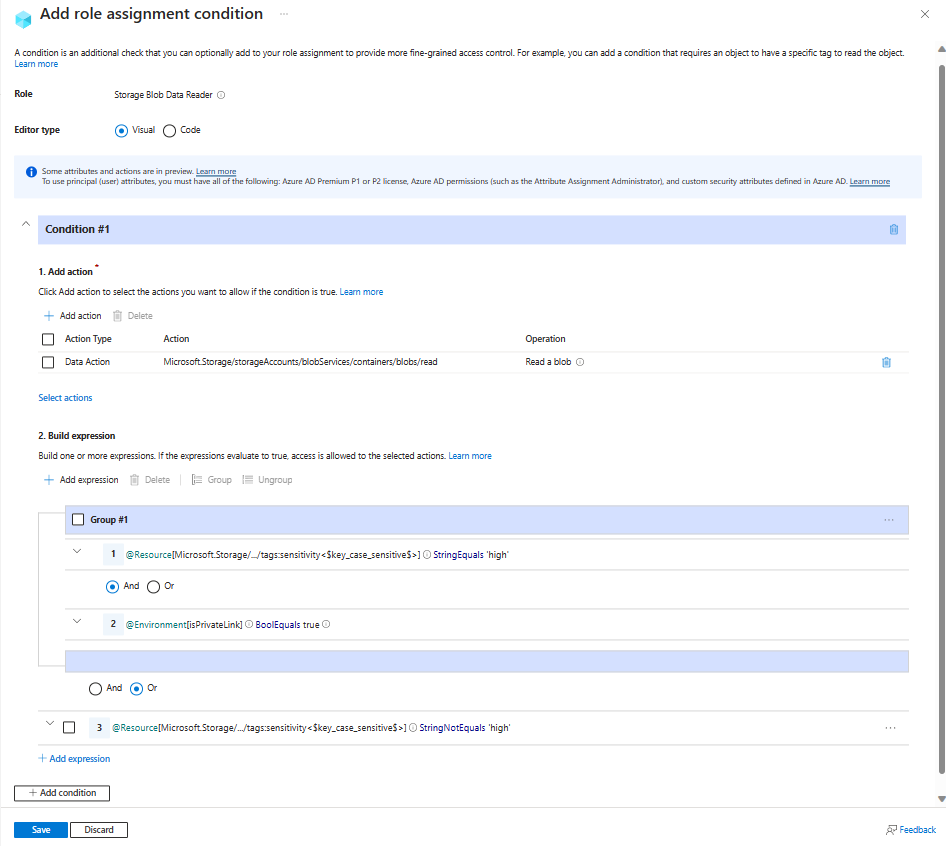 Add role assignment condition ...
A condition is an additional check that you can optionally add to your role assignment to provide more fine-grained access control. For example, you can add a condition that requires an object to have a specific tag to read the object.
Learn more
Role Storage Blob Data Reader
Editor type Visual Code
Some attributes and actions are in preview. Learn more
To use principal (user) attributes, you must have all of the following: Azure AD Premium P1 or P2 license, Azure AD permissions (such as the Attribute Assignment Administrator), and custom security attributes defined in Azure AD. Learn more
Condition #1
1. Add action *
Click Add action to select the actions you want to allow if the condition is true. Learn more
+ Add action Delete
Action Type Action Operation
Data Action Microsoft.Storage/storageAccounts/blobServices/containers/blobs/read Read a blob
Select actions
2. Build expression
Build one or more expressions. If the expressions evaluate to true, access is allowed to the selected actions. Learn more
+ Add expression Delete Group Ungroup
Group #1 ...
1 @Resource[Microsoft.Storage/.../tags:sensitivity<$key_case_sensitive$>] StringEquals 'high'
And Or
2 @Environment[isPrivateLink] BoolEquals true
And Or
3 @Resource[Microsoft.Storage/.../tags:sensitivity<$key_case_sensitive$>] StringNotEquals 'high' ...
+ Add expression
+ Add condition
Save Discard Feedback